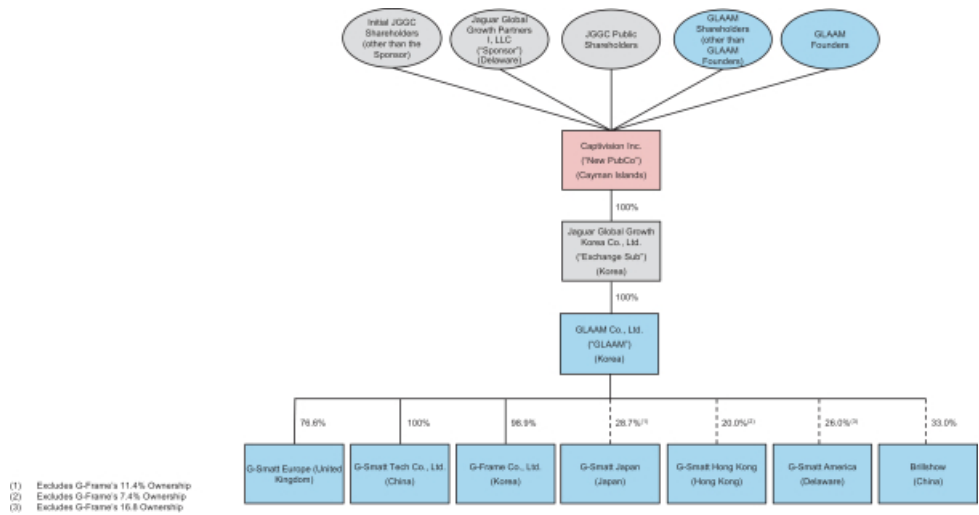 Initial JGGC
Shareholders
(other than the
Sponsor)
Jaguar Global
Growth Partners
I, LLC
("Sponsor")
(Delaware)
JGGC Public
Shareholders
GLAAM
Shareholders
(other than
GLAAM
Founders)
GLAAM
Founders
Captivision Inc.
("New PubCo")
(Cayman Islands)
100%
Jaguar Global Growth
Korea Co., Ltd.
("Exchange Sub")
(Korea)
100%
GLAAM Co., Ltd.
("GLAAM")
(Korea)
76.6%
100%
98.9%
28.7%(1)
20.0%(2)
26.0%(3)
33.0%
G-Smatt Europe (United
Kingdom)
G-Smatt Tech Co., Ltd.
(China)
G-Frame Co., Ltd.
(Korea)
G-Smatt Japan
(Japan)
G-Smatt Hong Kong
(Hong Kong)
G-Smatt America
(Delaware)
Brillshow
(China)
(1) Excludes G-Frame's 11.4% Ownership
(2) Excludes G-Frame's 7.4% Ownership
(3) Excludes G-Frame's 16.8 Ownership